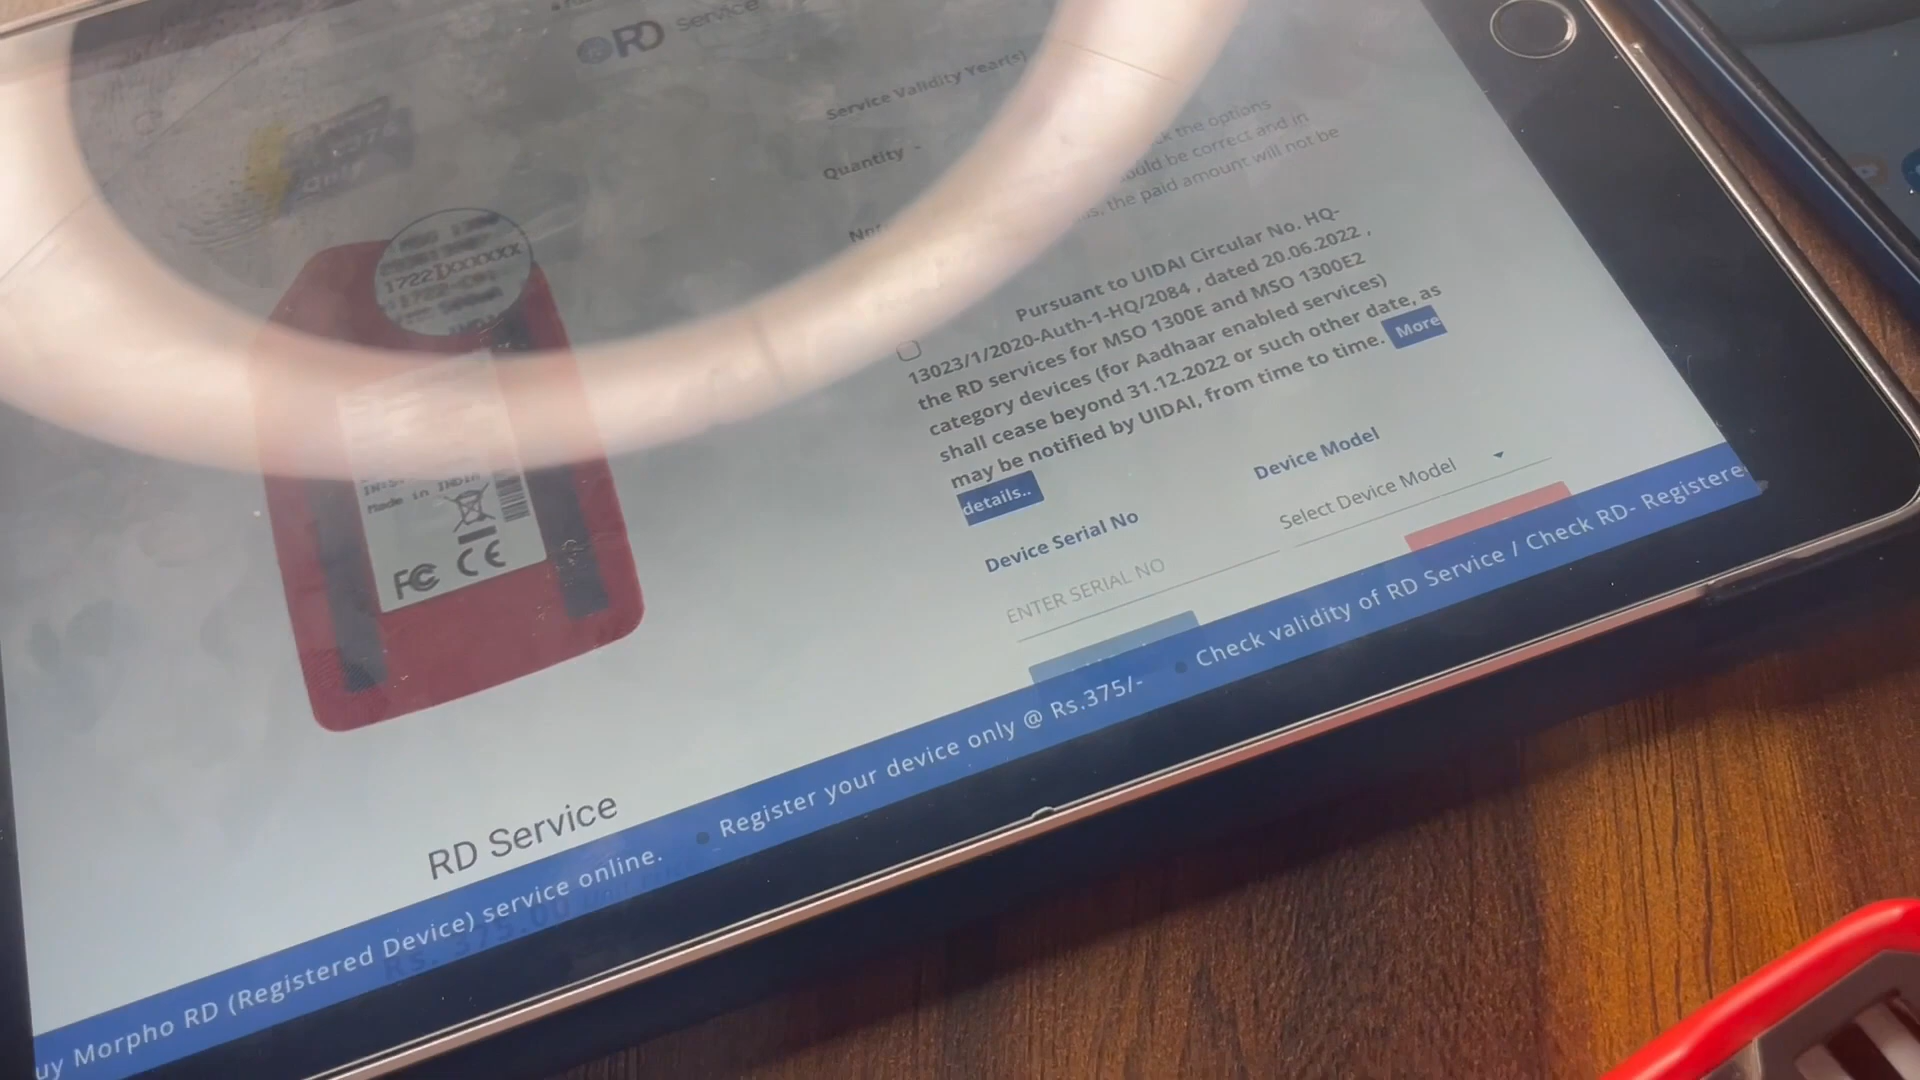 RD Service
Service Validity Year(s)
Quantity
the options
be correct and in
the paid amount will not be
Pursuant to UIDAI Circular No. HQ-
13023/1/2020-Auth-1-HQ/2084 , dated 20.06.2022 ,
the RD services for MSO 1300E and MSO 1300E2
category devices (for Aadhaar enabled services)
shall cease beyond 31.12.2022 or such other date, as
may be notified by UIDAI, from time to time. More
details..
Device Serial No
Device Model
ENTER SERIAL NO
Select Device Model
1722IXXXXXX
Made in INDIA
FC CE
RD Service
Rs. 375.00
uy Morpho RD (Registered Device) service online. • Register your device only @ Rs.375/- • Check validity of RD Service / Check RD- Registere